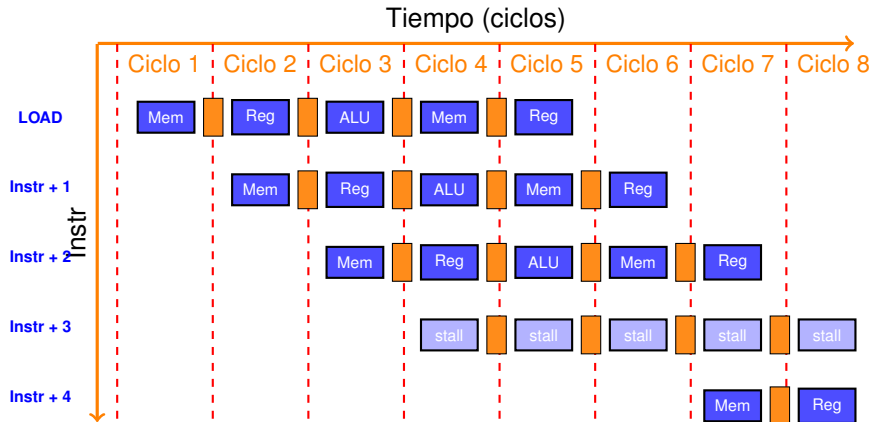 Tiempo (ciclos)
Ciclo 1 Ciclo 2 Ciclo 3 Ciclo 4 Ciclo 5 Ciclo 6 Ciclo 7 Ciclo 8
LOAD Mem Reg ALU Mem Reg
Instr + 1 Mem Reg ALU Mem Reg
Instr
Instr + 2 Mem Reg ALU Mem Reg
Instr + 3 stall stall stall stall stall
Instr + 4 Mem Reg